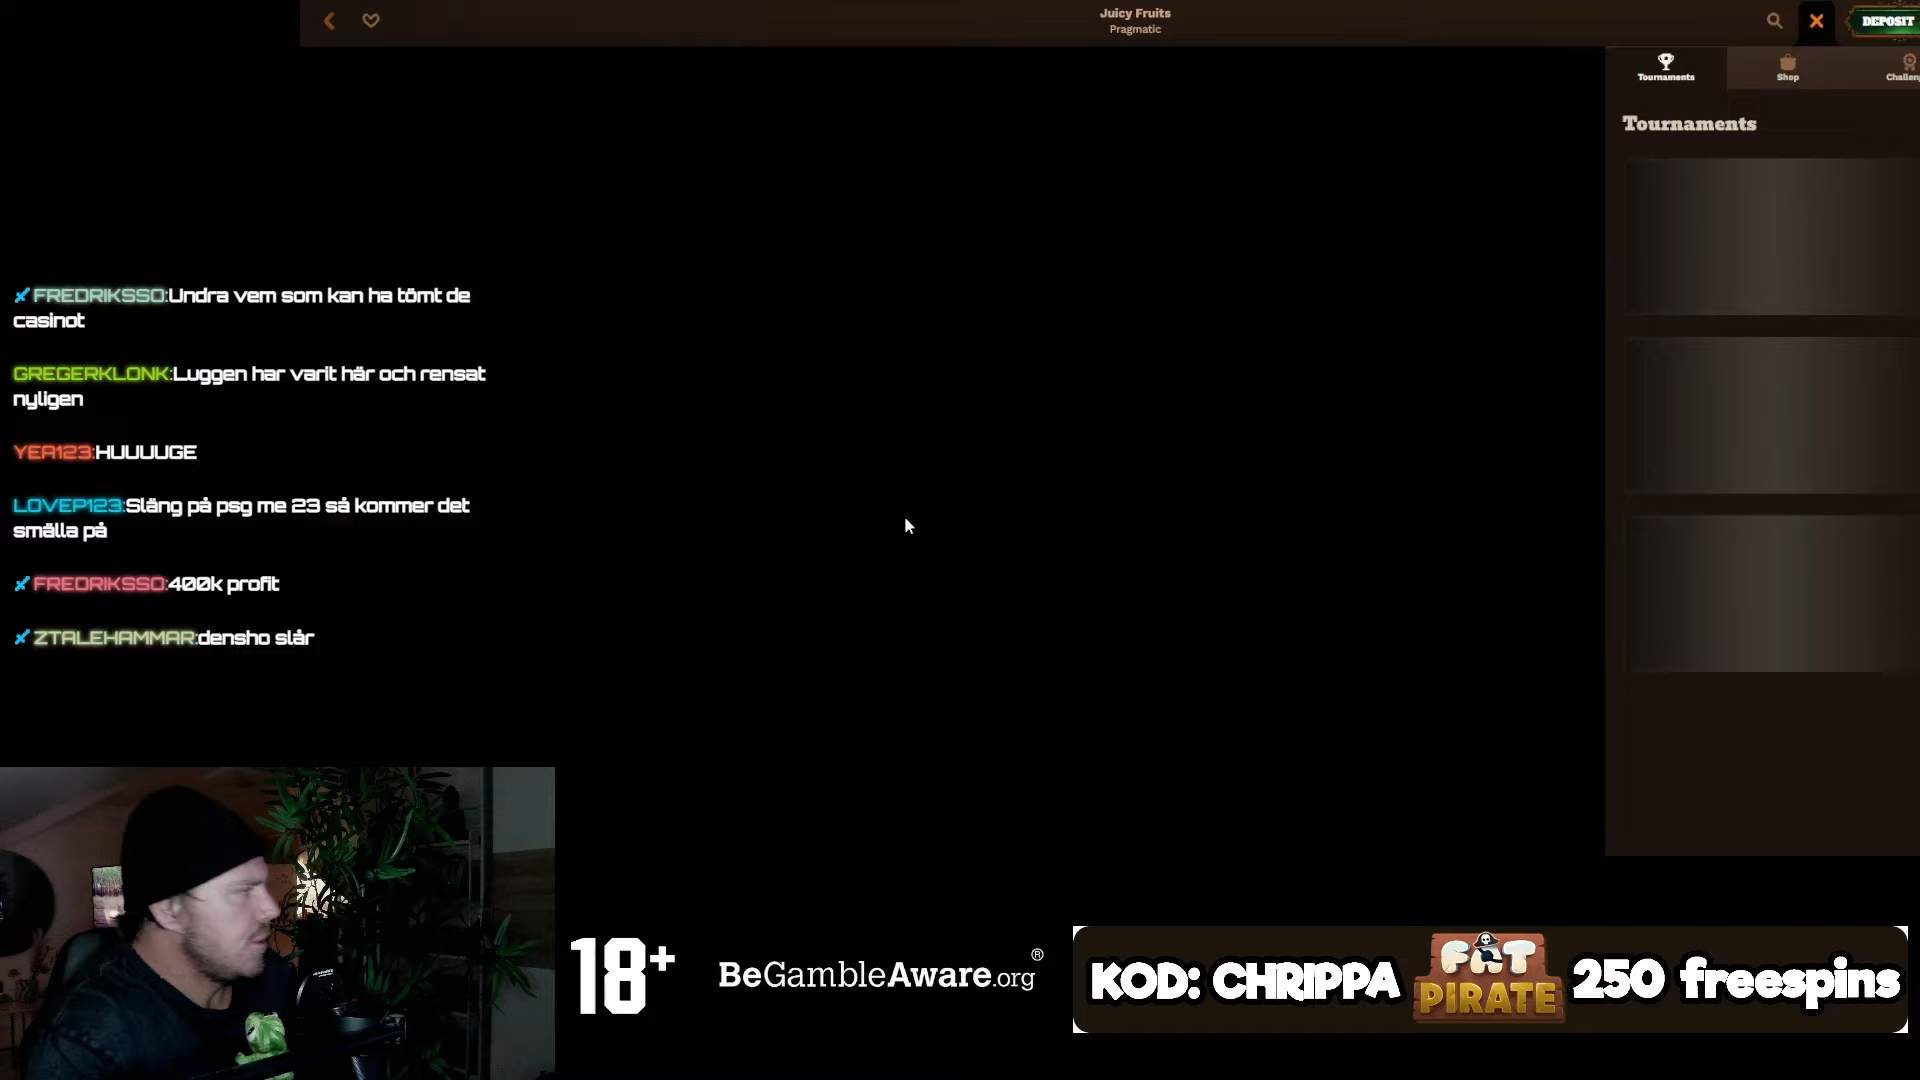 Juicy Fruits
Pragmatic
DEPOSIT
Tournaments
Shop
Challeng
Tournaments
FREDRIKSSO:Undra vem som kan ha tömt de
casinot
GREGERKLONK:Luggen har varit här och rensat
nyligen
YEA123:HUUUUGE
LOVEP123:Släng på psg me 23 så kommer det
smälla på
FREDRIKSSO:400k profit
ZTALEHAMMAR:densho slår
18+
BeGambleAware.org®
KOD: CHRIPPA
FAT
PIRATE
250 freespins